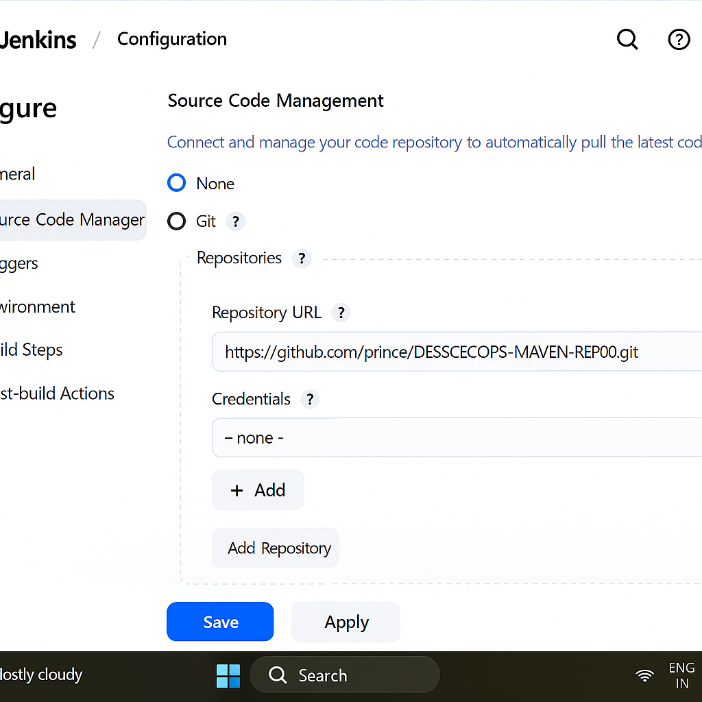 Jenkins / Configuration
gure
Source Code Management
Connect and manage your code repository to automatically pull the latest cod
neral
urce Code Manager
ggers
vironment
ild Steps
st-build Actions
None
Git ?
Repositories ?
Repository URL ?
https://github.com/prince/DESSCECOPS-MAVEN-REP00.git
Credentials ?
– none -
+ Add
Add Repository
Save
Apply
lostly cloudy
Search
ENG
IN